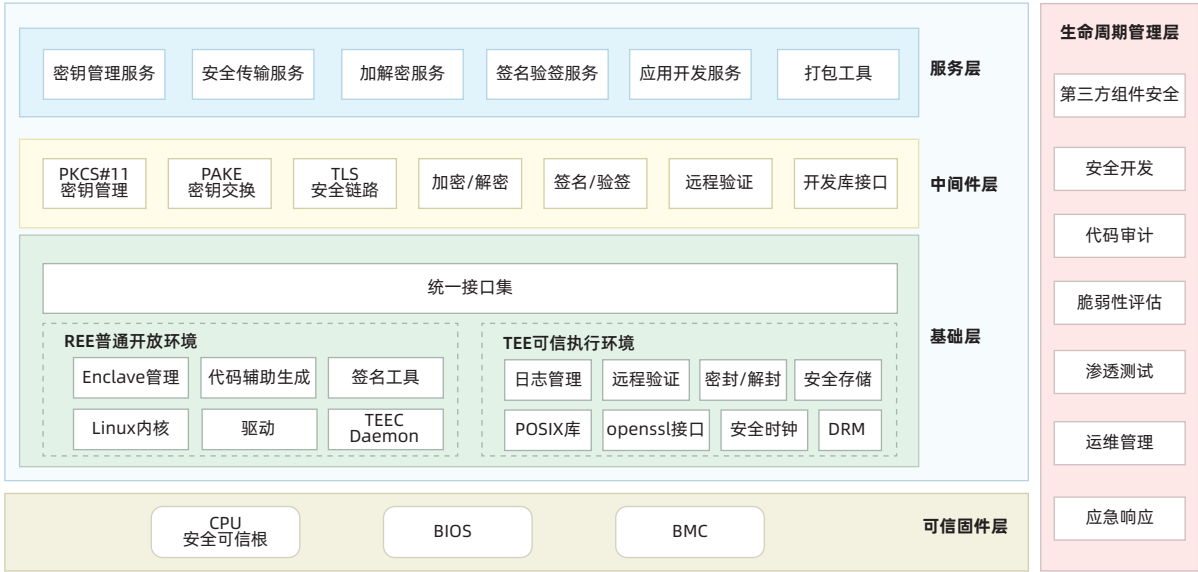 密钥管理服务
安全传输服务
加解密服务
签名验签服务
应用开发服务
打包工具
服务层
PKCS#11
密钥管理
PAKE
密钥交换
TLS
安全链路
加密/解密
签名/验签
远程验证
开发库接口
中间件层
统一接口集
REE普通开放环境
Enclave管理
代码辅助生成
签名工具
Linux内核
驱动
TEEC
Daemon
TEE可信执行环境
日志管理
远程验证
密封/解封
安全存储
POSIX库
openssl接口
安全时钟
DRM
基础层
CPU
安全可信根
BIOS
BMC
可信固件层
生命周期管理层
第三方组件安全
安全开发
代码审计
脆弱性评估
渗透测试
运维管理
应急响应